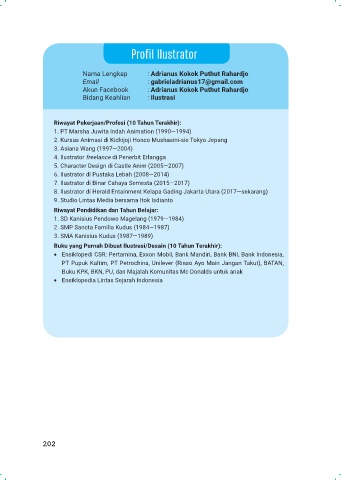 Profil Ilustrator
Nama Lengkap : Adrianus Kokok Puthut Rahardjo
Email : gabrieladrianus17@gmail.com
Akun Facebook : Adrianus Kokok Puthut Rahardjo
Bidang Keahlian : Ilustrasi
Riwayat Pekerjaan/Profesi (10 Tahun Terakhir):
1. PT Marsha Juwita Indah Animation (1990—1994)
2. Kursus Animasi di Kichijoji Honco Mushasini-sie Tokyo Jepang
3. Asiana Wang (1997—2004)
4. Ilustrator freelance di Penerbit Erlangga
5. Character Design di Castle Anim (2005—2007)
6. Ilustrator di Pustaka Lebah (2008—2014)
7. Ilustrator di Binar Cahaya Semesta (2015—2017)
8. Ilustrator di Herald Entainment Kelapa Gading Jakarta Utara (2017—sekarang)
9. Studio Lintas Media bersama Itok Isdianto
Riwayat Pendidikan dan Tahun Belajar:
1. SD Kanisius Pendowo Magelang (1979—1984)
2. SMP Sancta Familia Kudus (1984—1987)
3. SMA Kanisius Kudus (1987—1989)
Buku yang Pernah Dibuat Ilustrasi/Desain (10 Tahun Terakhir):
• Ensiklopedi CSR: Pertamina, Exxon Mobil, Bank Mandiri, Bank BNI, Bank Indonesia,
PT Pupuk Kaltim, PT Petrochina, Unilever (Rinso Ayo Main Jangan Takut), BATAN,
Buku KPK, BKN, PU, dan Majalah Komunitas Mc Donalds untuk anak
• Ensiklopedia Lintas Sejarah Indonesia
202